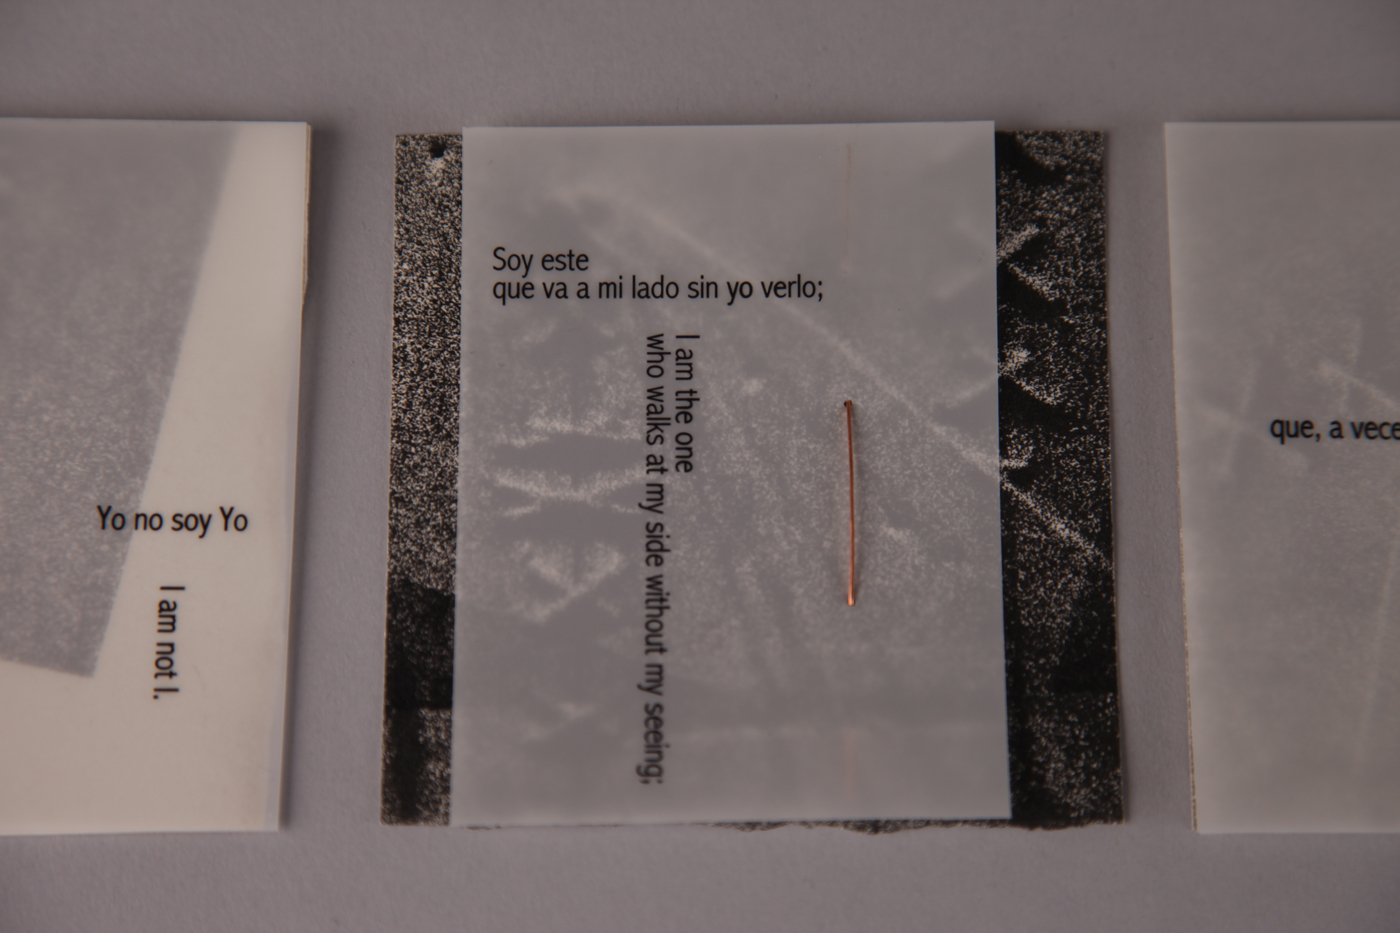 Yo no soy Yo
I am not I.
Soy este
que va a mi lado sin yo verlo;
I am the one
who walks at my side without my seeing;
que, a vece